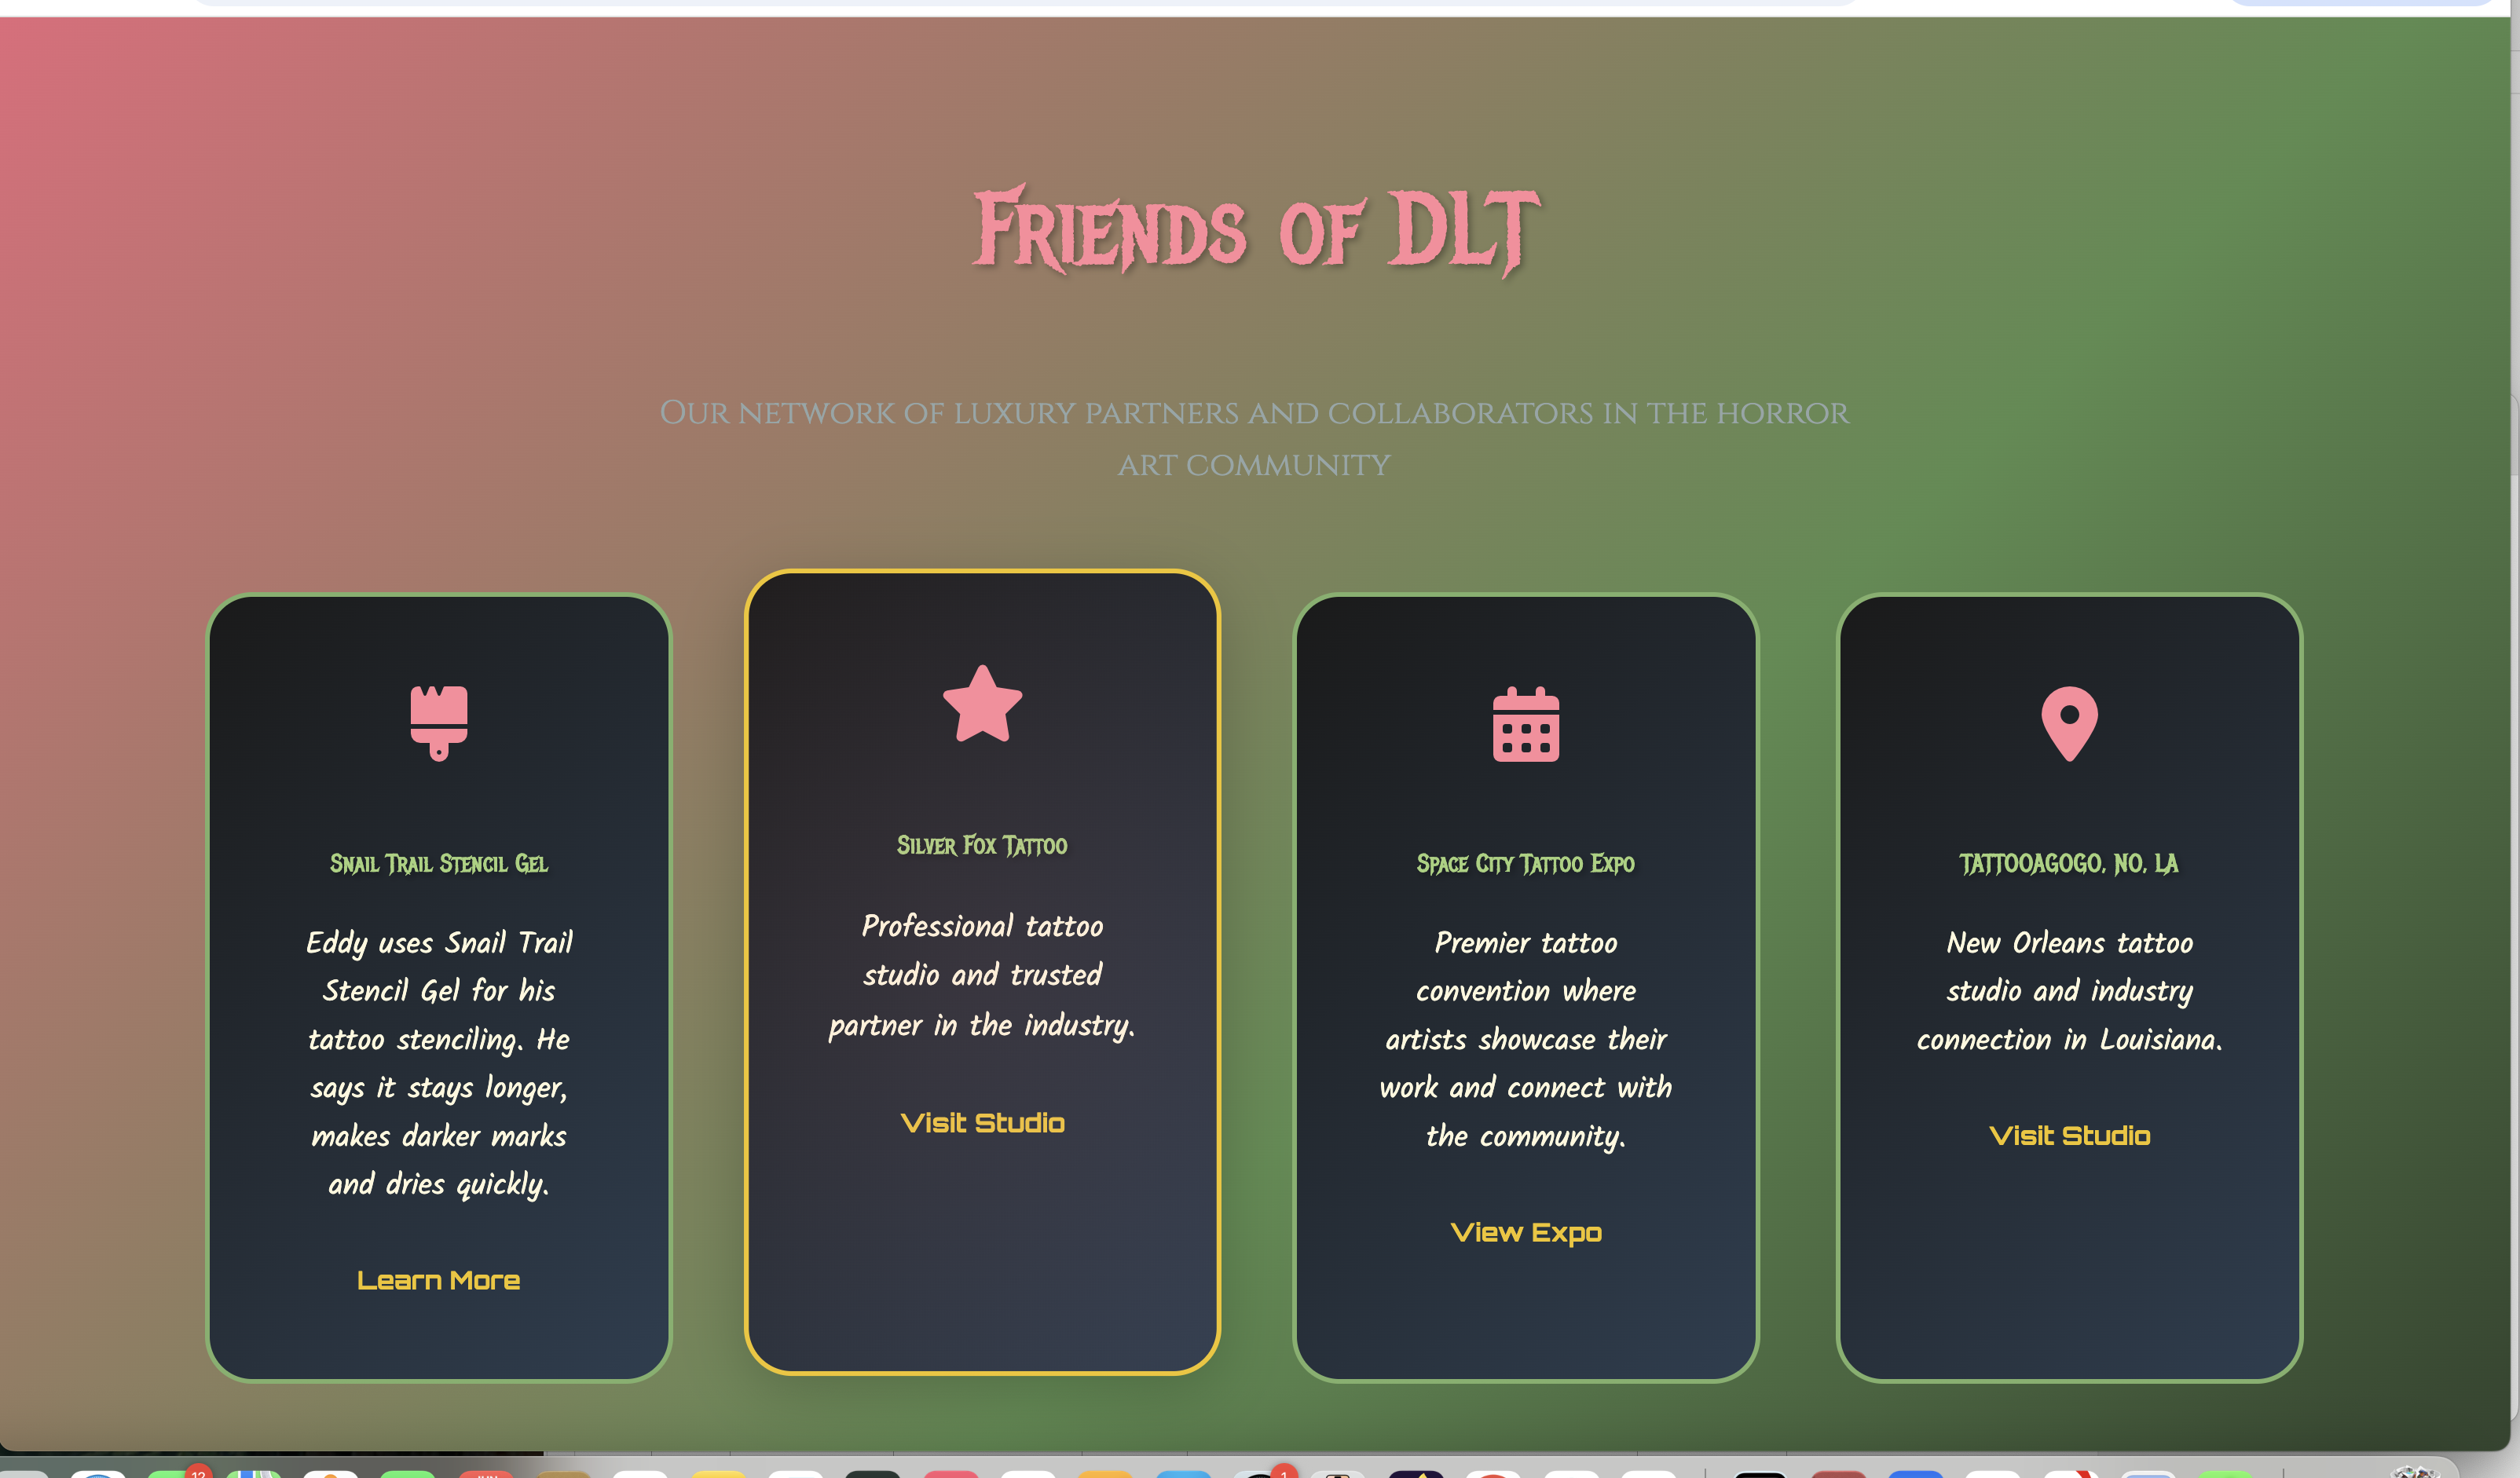 Friends of DLT
Our network of luxury partners and collaborators in the horror
art community
Snail Trail Stencil Gel
Eddy uses Snail Trail
Stencil Gel for his
tattoo stenciling. He
says it stays longer,
makes darker marks
and dries quickly.
Learn More
Silver Fox Tattoo
Professional tattoo
studio and trusted
partner in the industry.
Visit Studio
Space City Tattoo Expo
Premier tattoo
convention where
artists showcase their
work and connect with
the community.
View Expo
TATTOOAGOGO, NO, LA
New Orleans tattoo
studio and industry
connection in Louisiana.
Visit Studio
12
1